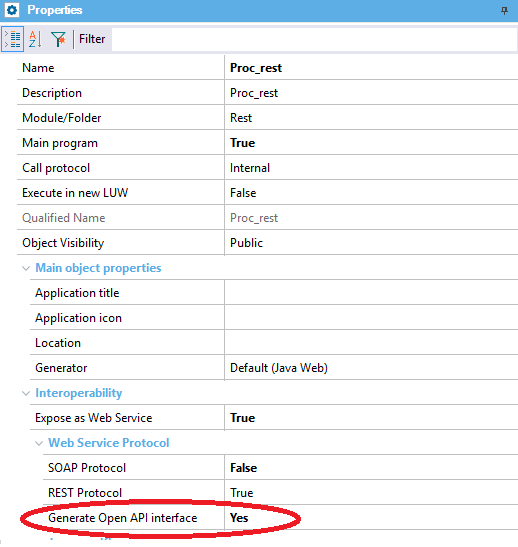 Properties
Filter
Name Proc_rest
Description Proc_rest
Module/Folder Rest
Main program True
Call protocol Internal
Execute in new LUW False
Qualified Name Proc_rest
Object Visibility Public
Main object properties
Application title
Application icon
Location
Generator Default (Java Web)
Interoperability
Expose as Web Service True
Web Service Protocol
SOAP Protocol False
REST Protocol True
Generate Open API interface Yes